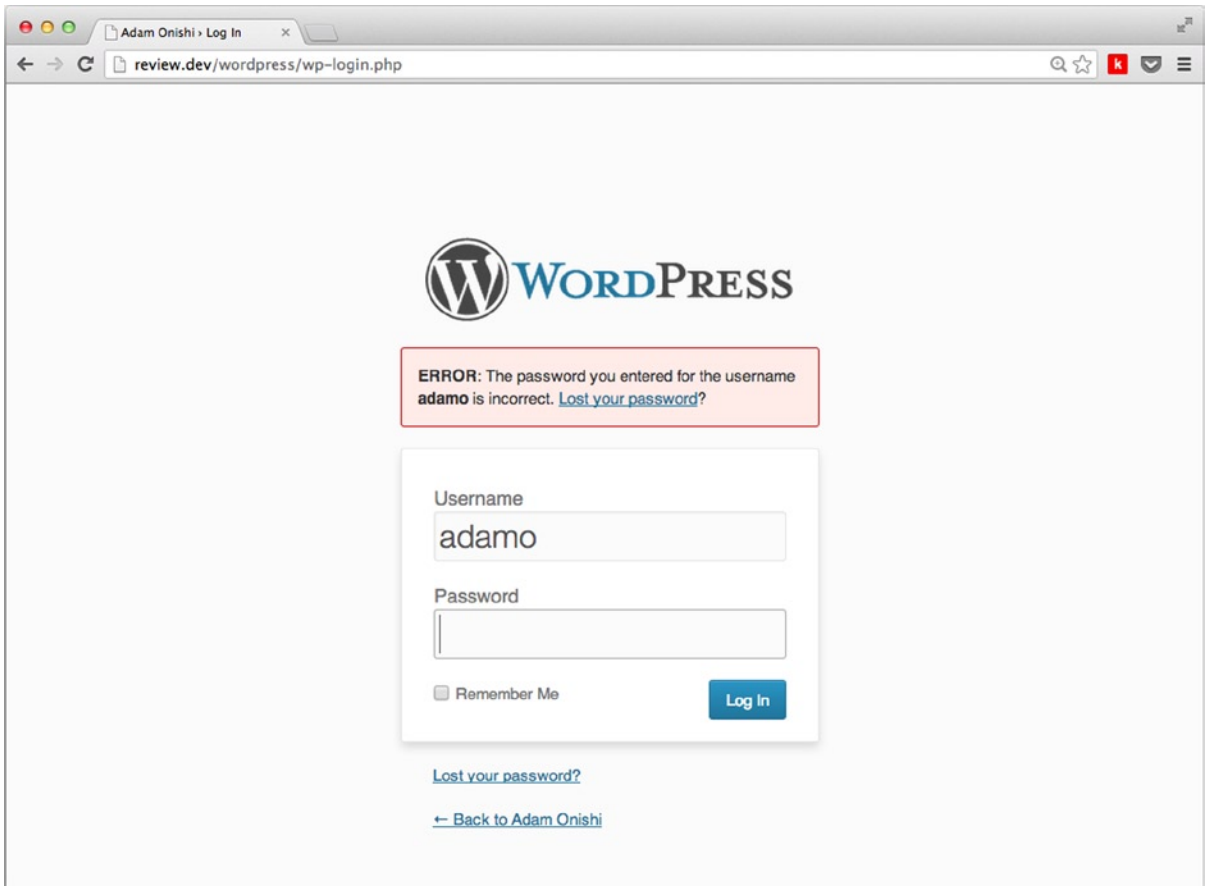 Adam Onishi › Log In
review.dev/wordpress/wp-login.php
k
WORDPRESS
ERROR: The password you entered for the username
adamo is incorrect. Lost your password?
Username
adamo
Password
Remember Me
Log In
Lost your password?
← Back to Adam Onishi